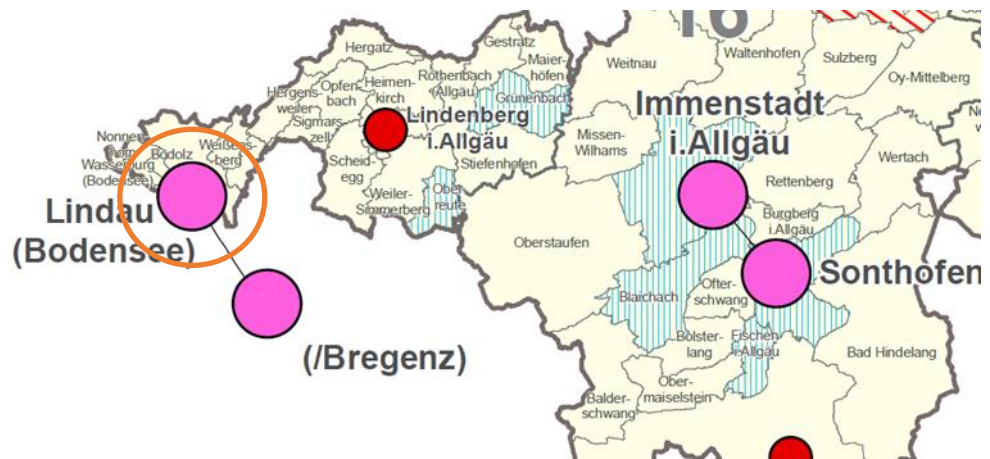 16
Hergatz
Gestratz
Maier-
höfen
Weitnau
Waltenhofen
Sulzberg
Oy-Mittelberg
Opfen-
bach
Heimen-
kirch
Röthenbach
(Allgäu)
Grünenbach
Hergens-
weiler
Sigmars-
zell
Lindenberg
i.Allgäu
Immenstadt
i.Allgäu
Missen-
Wilhams
Nonnen-
horn
Wasserburg
(Bodensee)
Bodolz
Weißens-
berg
Scheid-
egg
Stiefenhofen
Wertach
Rettenberg
Weiler-
Simmerberg
Ober-
reute
Lindau
(Bodensee)
Burgberg
i.Allgäu
Oberstaufen
Sonthofen
Blaichach
Ofter-
schwang
(/Bregenz)
Bolster-
lang
Fischen
i.Allgäu
Bad Hindelang
Ober-
maiselstein
Balder-
schwang